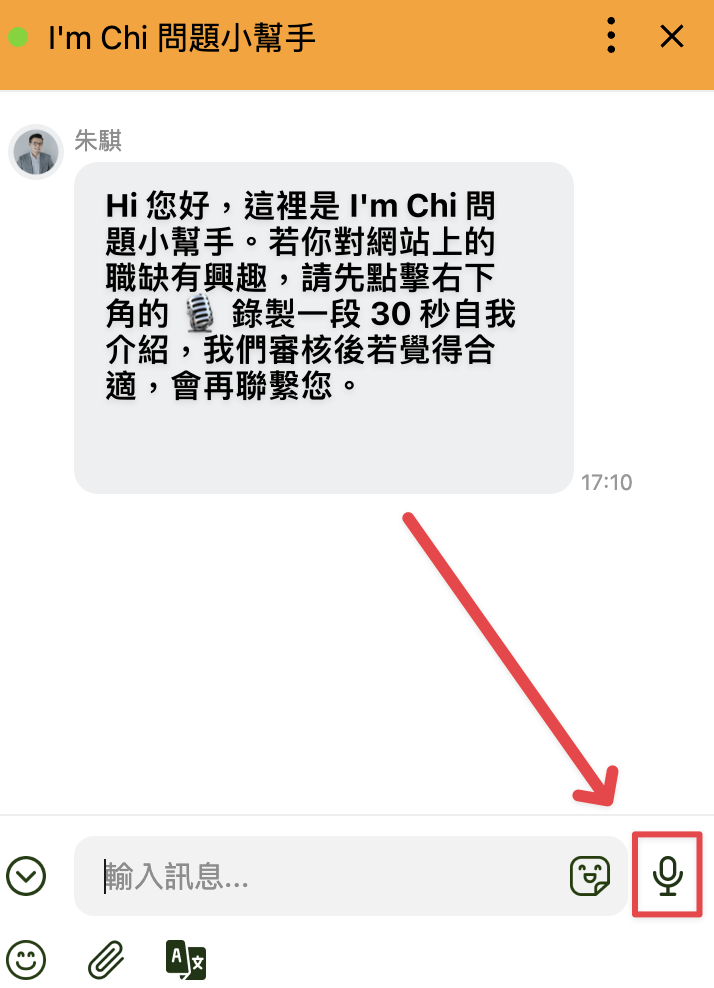 I'm Chi 問題小幫手
朱騏
Hi 您好，這裡是 I'm Chi 問
題小幫手。若你對網站上的
職缺有興趣，請先點擊右下
角的 🎙️ 錄製一段 30 秒自我
介紹，我們審核後若覺得合
適，會再聯繫您。
17:10
輸入訊息...
A 文